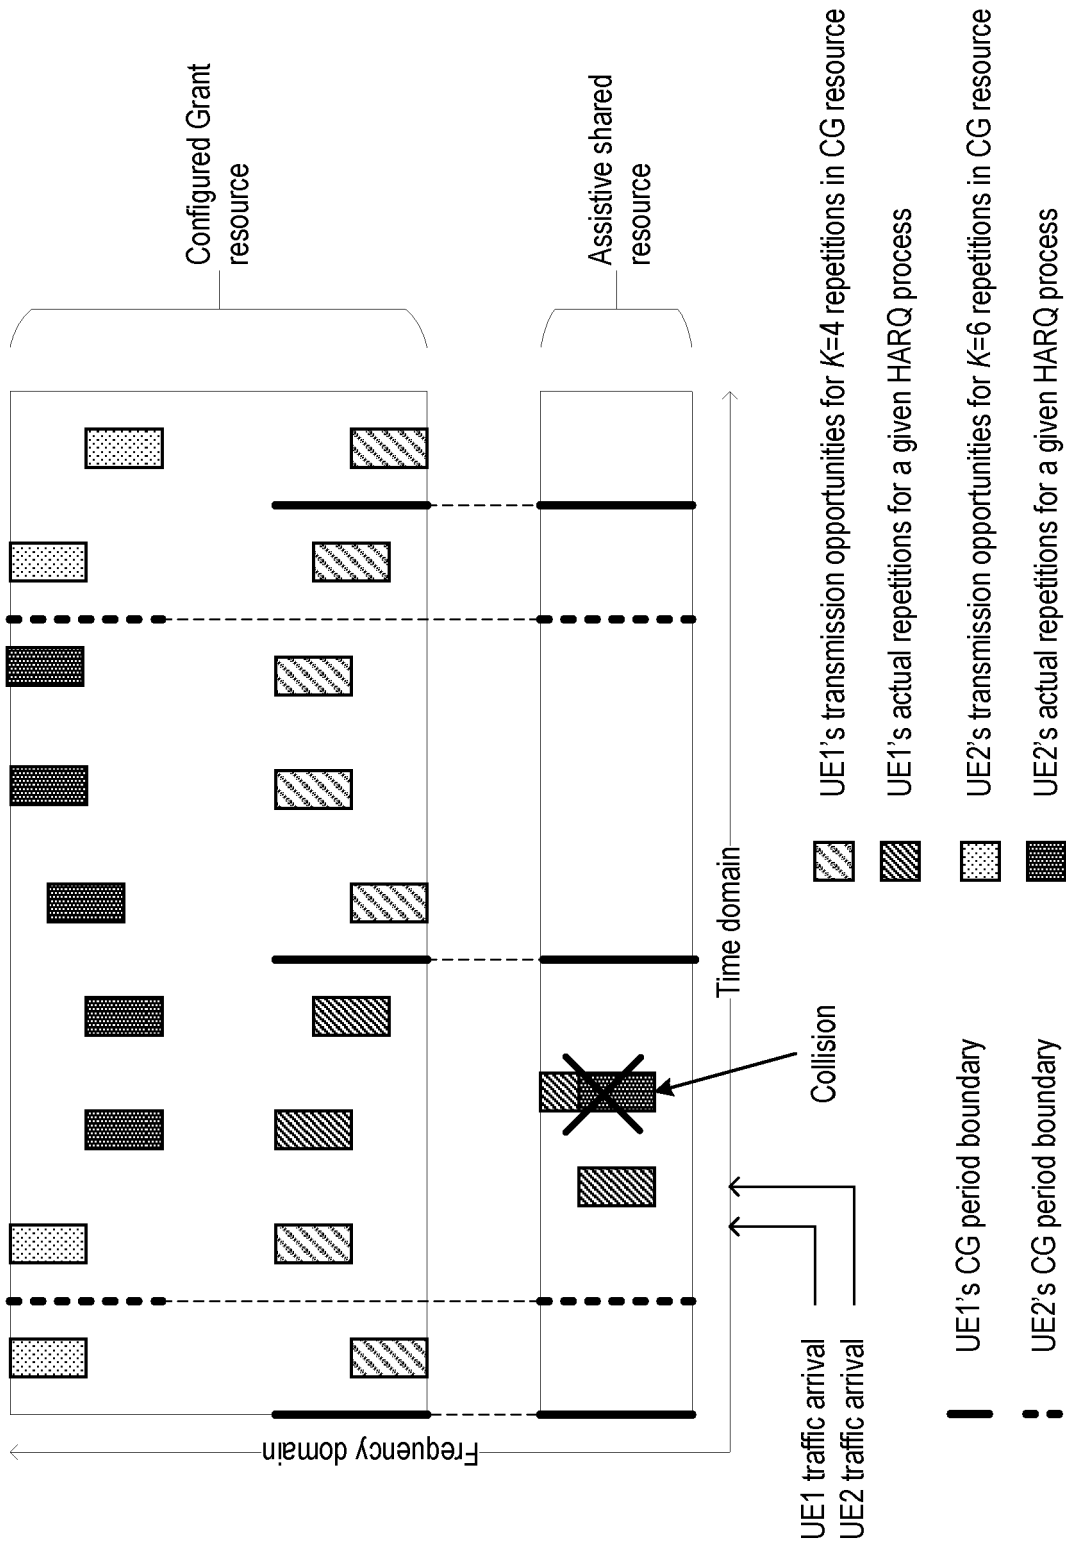 Configured Grant
resource
Assistive shared
resource
Frequency domain
Time domain
Collision
UE1 traffic arrival
UE2 traffic arrival
UE1's CG period boundary
UE2's CG period boundary
UE1's transmission opportunities for K=4 repetitions in CG resource
UE1's actual repetitions for a given HARQ process
UE2's transmission opportunities for K=6 repetitions in CG resource
UE2's actual repetitions for a given HARQ process